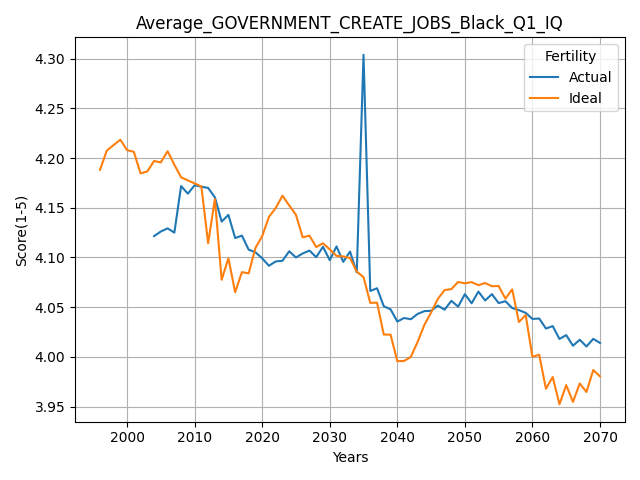 Average_GOVERNMENT_CREATE_JOBS_Black_Q1_IQ
Fertility
Actual
Ideal
Score(1-5)
4.30
4.25
4.20
4.15
4.10
4.05
4.00
3.95
2000 2010 2020 2030 2040 2050 2060 2070
Years